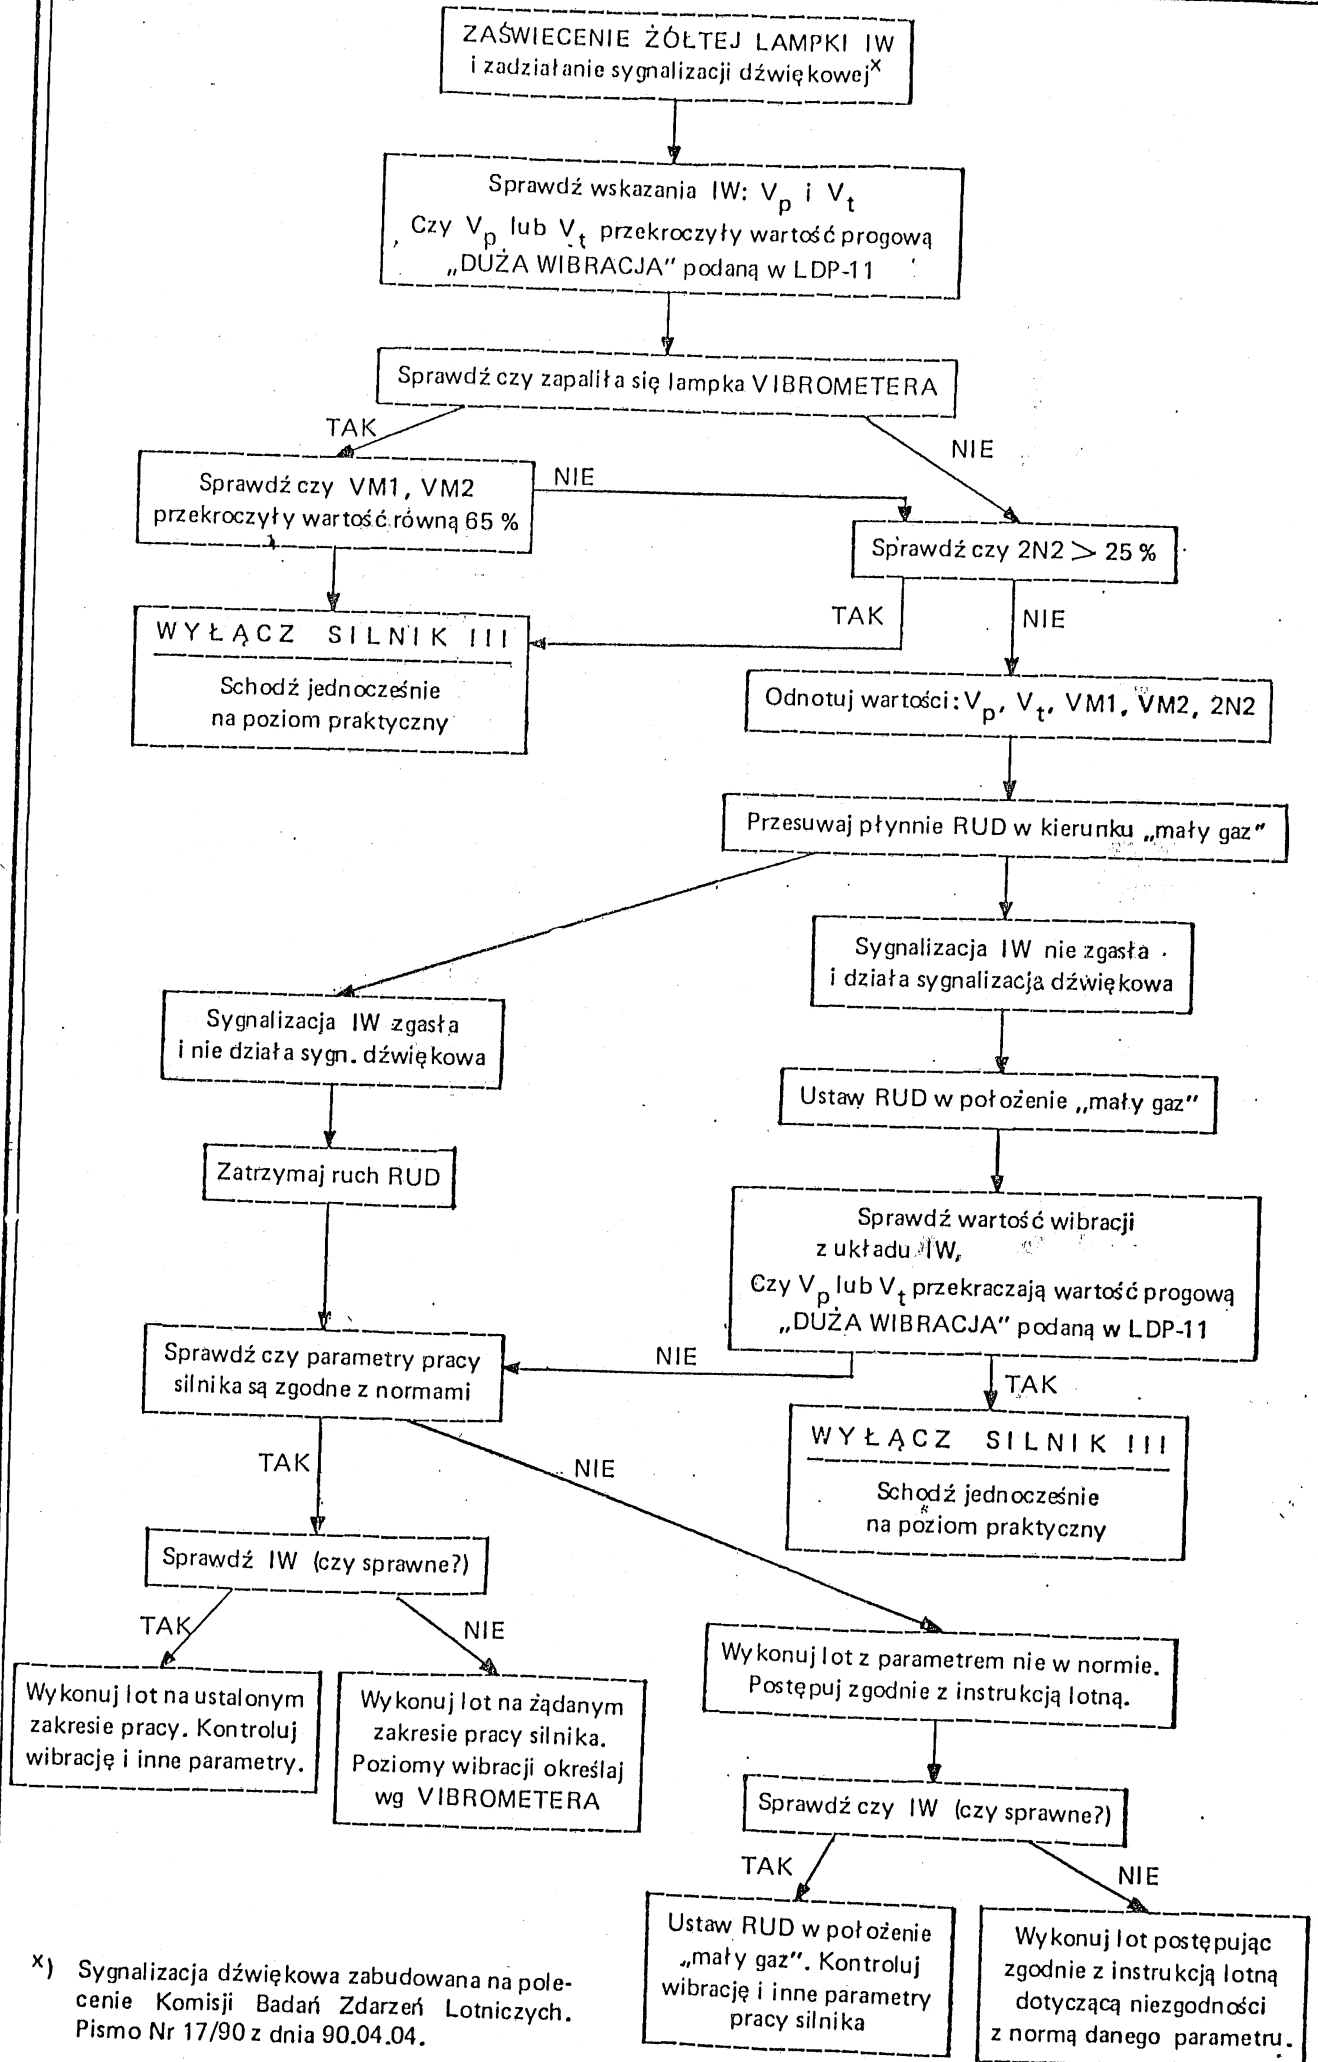 ZAŚWIECENIE ŻÓŁTEJ LAMPKI IW
i zadziałanie sygnalizacji dźwiękowej x
Sprawdź wskazania IW: Vp i Vt
Czy Vp lub Vt przekroczyły wartość progową
„DUŻA WIBRACJA” podaną w LDP-11
Sprawdź czy zapaliła się lampka VIBROMETERA
TAK
NIE
Sprawdź czy VM1, VM2
przekroczyły wartość równą 65 %
NIE
Sprawdź czy 2N2 > 25 %
TAK
NIE
WYŁĄCZ SILNIK !!!
Schodź jednocześnie
na poziom praktyczny
Odnotuj wartości: Vp, Vt, VM1, VM2, 2N2
Przesuwaj płynnie RUD w kierunku „mały gaz”
Sygnalizacja IW nie zgasła
i działa sygnalizacja dźwiękowa
Sygnalizacja IW zgasła
i nie działa sygn. dźwiękowa
Ustaw RUD w położenie „mały gaz”
Zatrzymaj ruch RUD
Sprawdź wartość wibracji
z układu IW,
Czy Vp lub Vt przekraczają wartość progową
„DUŻA WIBRACJA” podaną w LDP-11
NIE
TAK
Sprawdź czy parametry pracy
silnika są zgodne z normami
WYŁĄCZ SILNIK !!!
Schodź jednocześnie
na poziom praktyczny
TAK
NIE
Sprawdź IW (czy sprawne?)
TAK
NIE
Wykonuj lot na ustalonym
zakresie pracy. Kontroluj
wibrację i inne parametry.
Wykonuj lot na żądanym
zakresie pracy silnika.
Poziomy wibracji określaj
wg VIBROMETERA
Wykonuj lot z parametrem nie w normie.
Postępuj zgodnie z instrukcją lotną.
Sprawdź czy IW (czy sprawne?)
TAK
NIE
Ustaw RUD w położenie
„mały gaz”. Kontroluj
wibrację i inne parametry
pracy silnika
Wykonuj lot postępując
zgodnie z instrukcją lotną
dotyczącą niezgodności
z normą danego parametru.
x) Sygnalizacja dźwiękowa zabudowana na pole-
cenie Komisji Badań Zdarzeń Lotniczych.
Pismo Nr 17/90 z dnia 90.04.04.